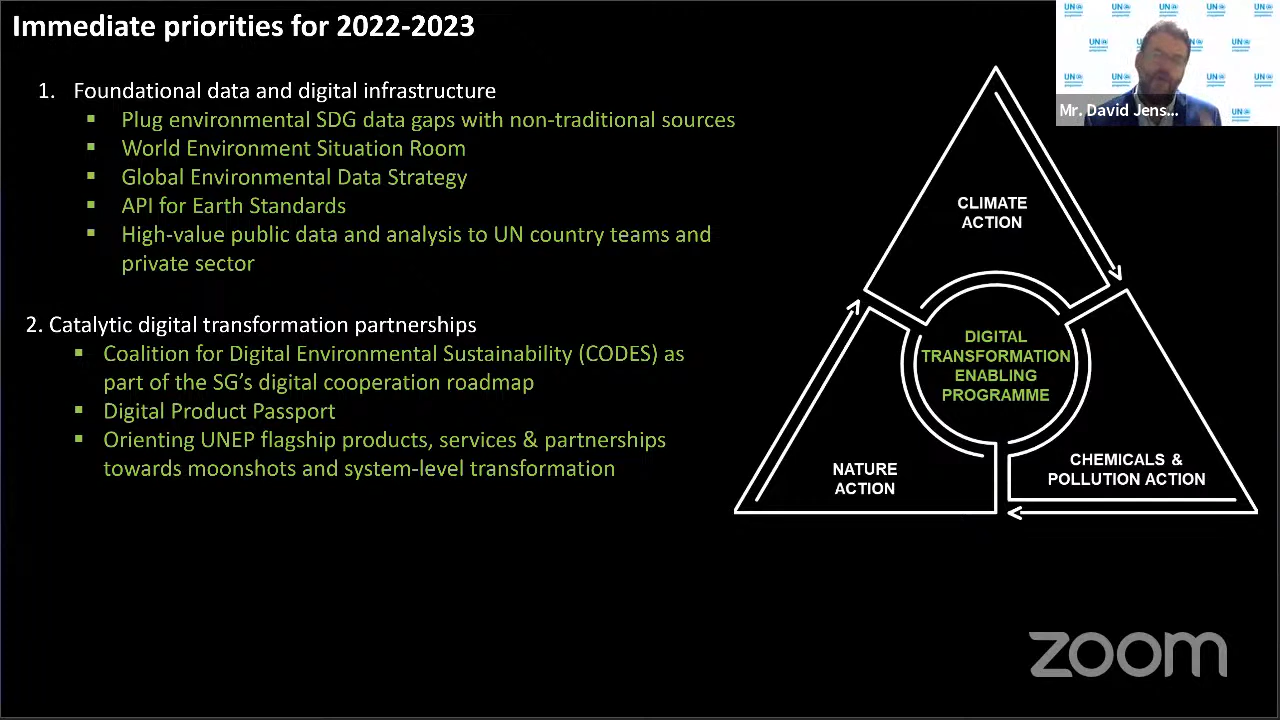 Immediate priorities for 2022-2023
1. Foundational data and digital infrastructure
▪ Plug environmental SDG data gaps with non-traditional sources
▪ World Environment Situation Room
▪ Global Environmental Data Strategy
▪ API for Earth Standards
▪ High-value public data and analysis to UN country teams and
private sector
2. Catalytic digital transformation partnerships
▪ Coalition for Digital Environmental Sustainability (CODES) as
part of the SG's digital cooperation roadmap
▪ Digital Product Passport
▪ Orienting UNEP flagship products, services & partnerships
towards moonshots and system-level transformation
CLIMATE
ACTION
DIGITAL
TRANSFORMATION
ENABLING
PROGRAMME
NATURE
ACTION
CHEMICALS &
POLLUTION ACTION
UN
Mr. David Jens...
zoom